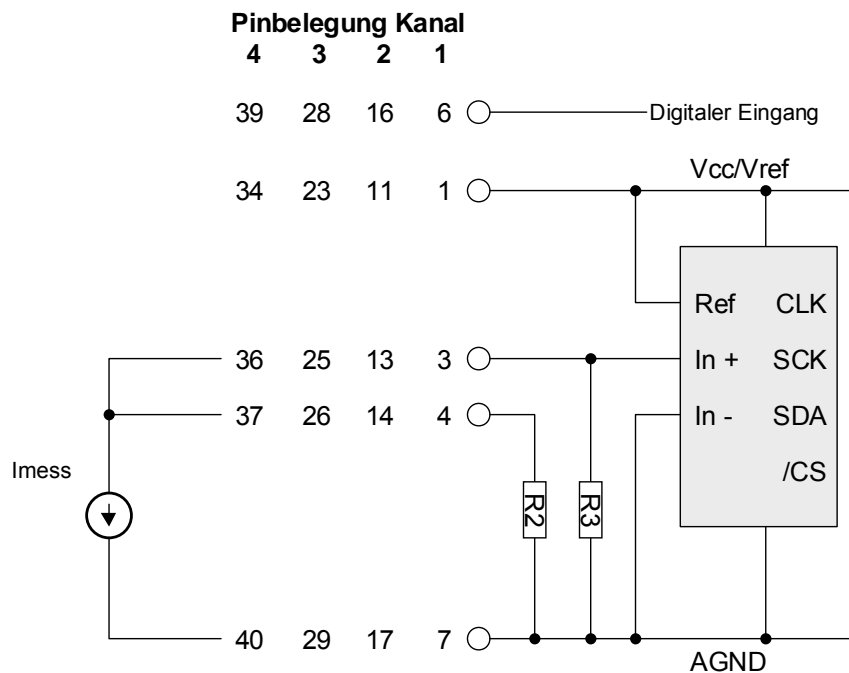 Pinbelegung Kanal
4 3 2 1
39 28 16 6 Digitaler Eingang
Vcc/Vref
34 23 11 1
Ref CLK
36 25 13 3 In + SCK
37 26 14 4 In - SDA
Imess
/CS
R2 R3
40 29 17 7
AGND